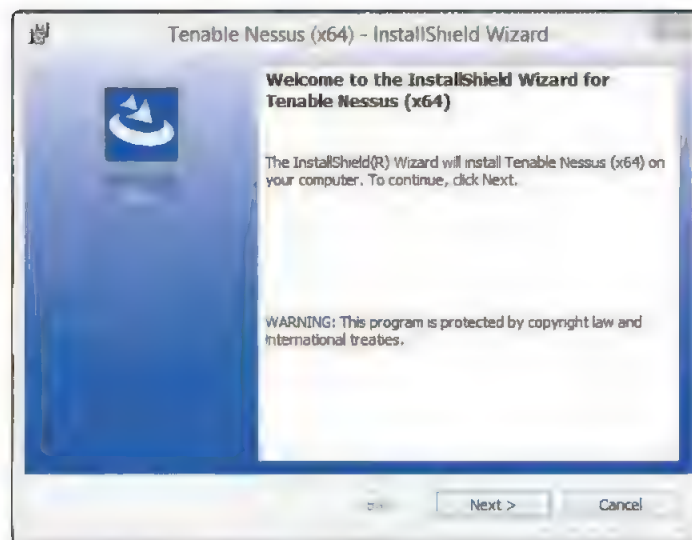 Tenable Nessus (x64) - InstallShield Wizard
Welcome to the InstallShield Wizard for
Tenable Nessus (x64)
The InstallShield(R) Wizard will install Tenable Nessus (x64) on
your computer. To continue, click Next.
WARNING: This program is protected by copyright law and
international treaties.
Next > Cancel